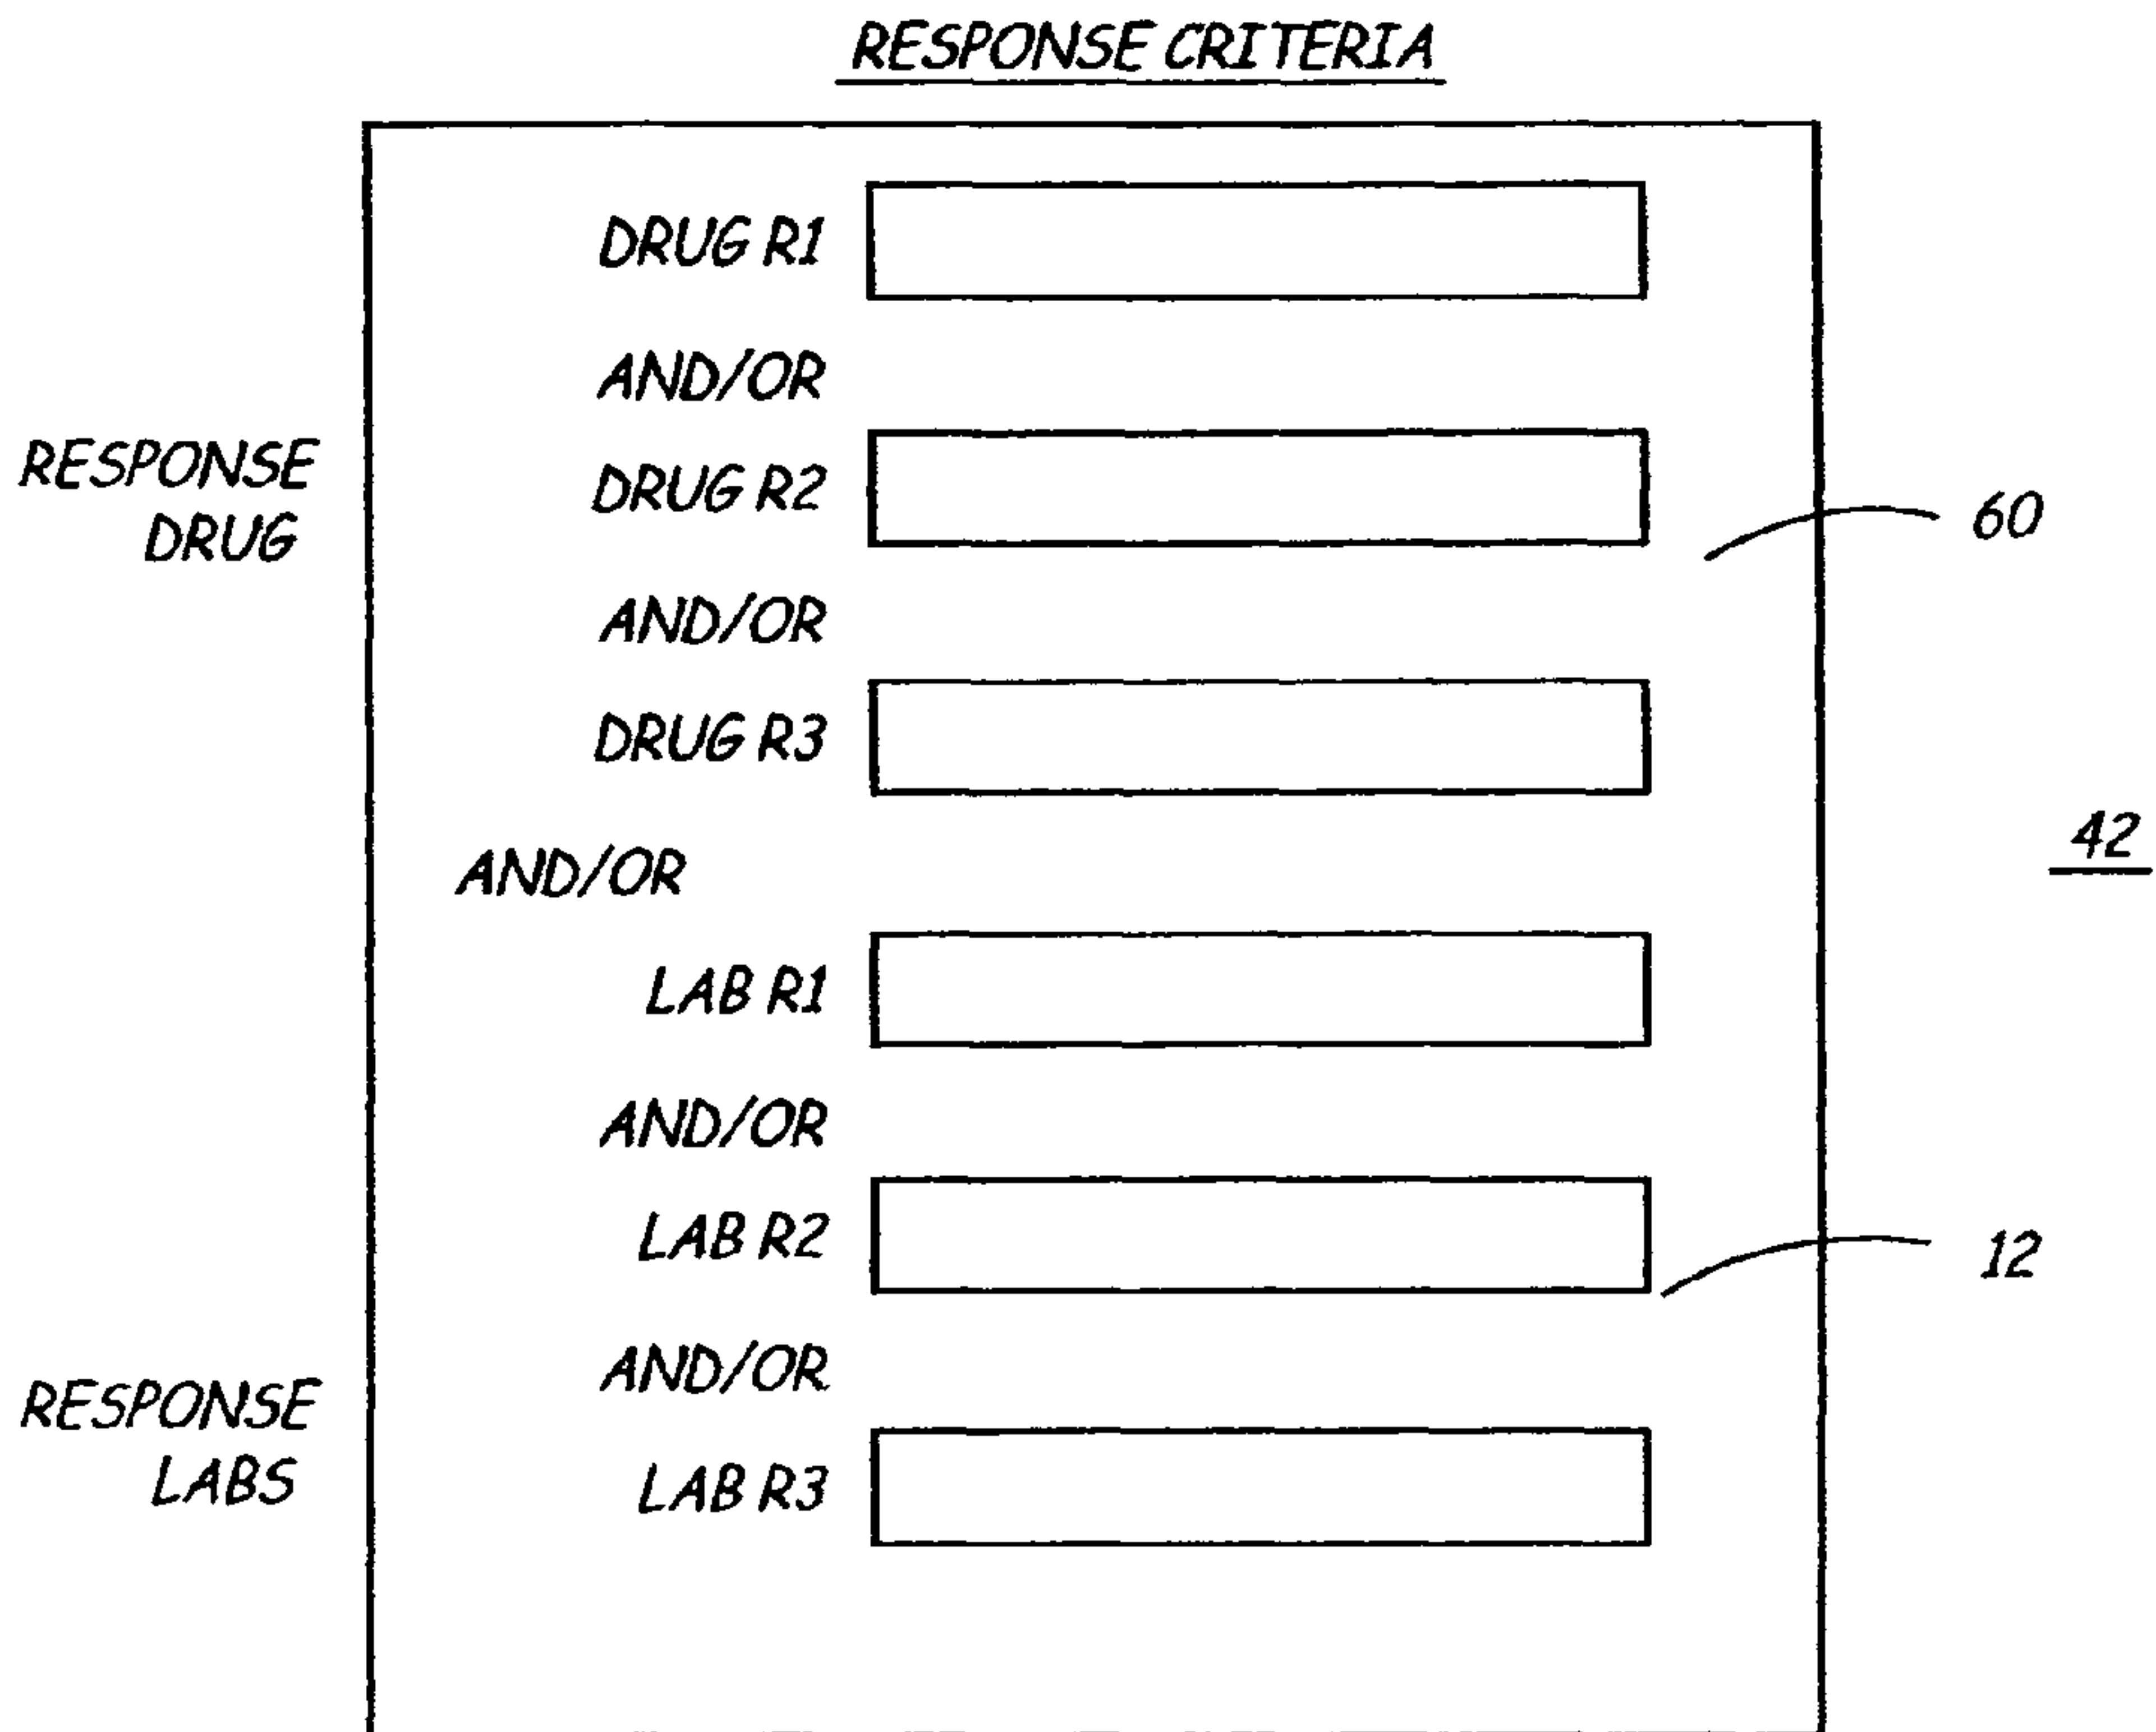 RESPONSE CRITERIA
DRUG R1
AND/OR
RESPONSE
DRUG
DRUG R2
60
AND/OR
DRUG R3
42
AND/OR
LAB R1
AND/OR
LAB R2
12
AND/OR
RESPONSE
LABS
LAB R3